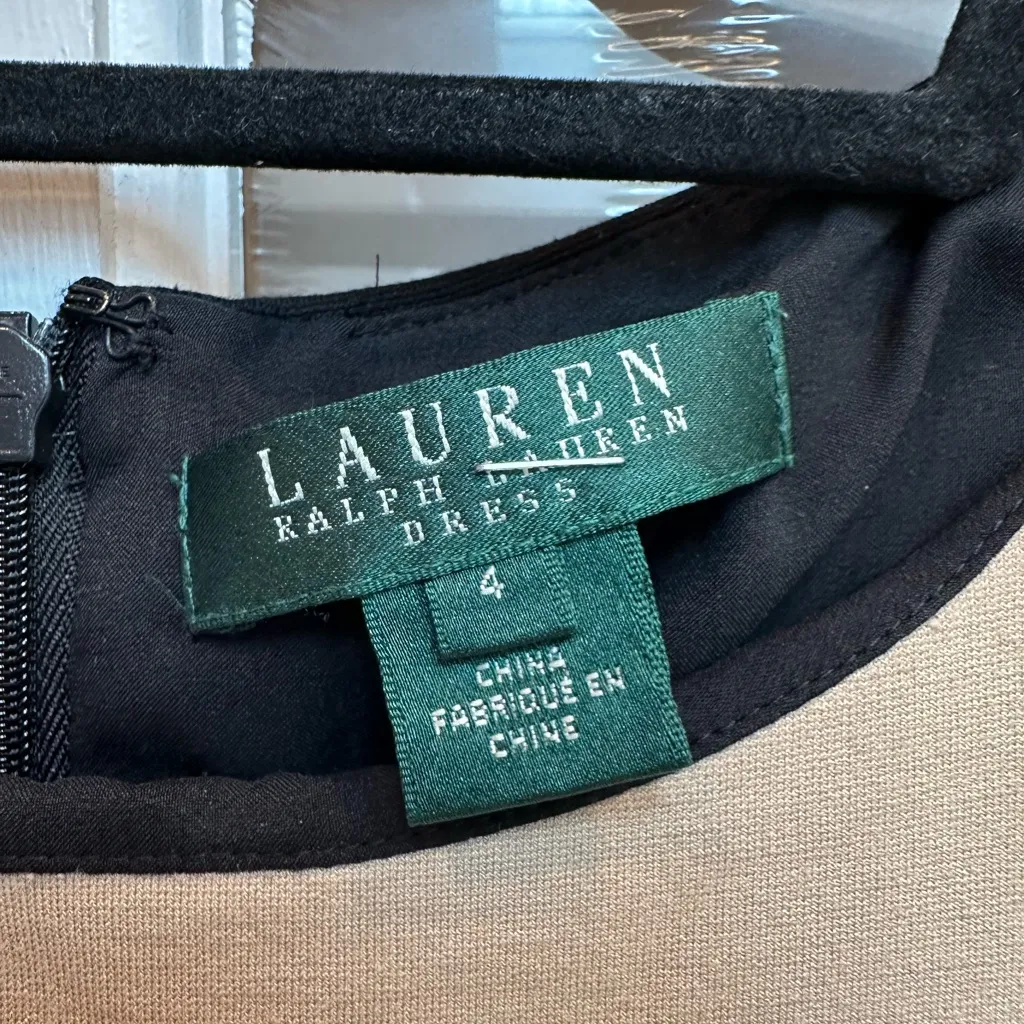 LAUREN
RALPH LAUREN
DRESS
4
CHINA
FABRIQUÉ EN
CHINE